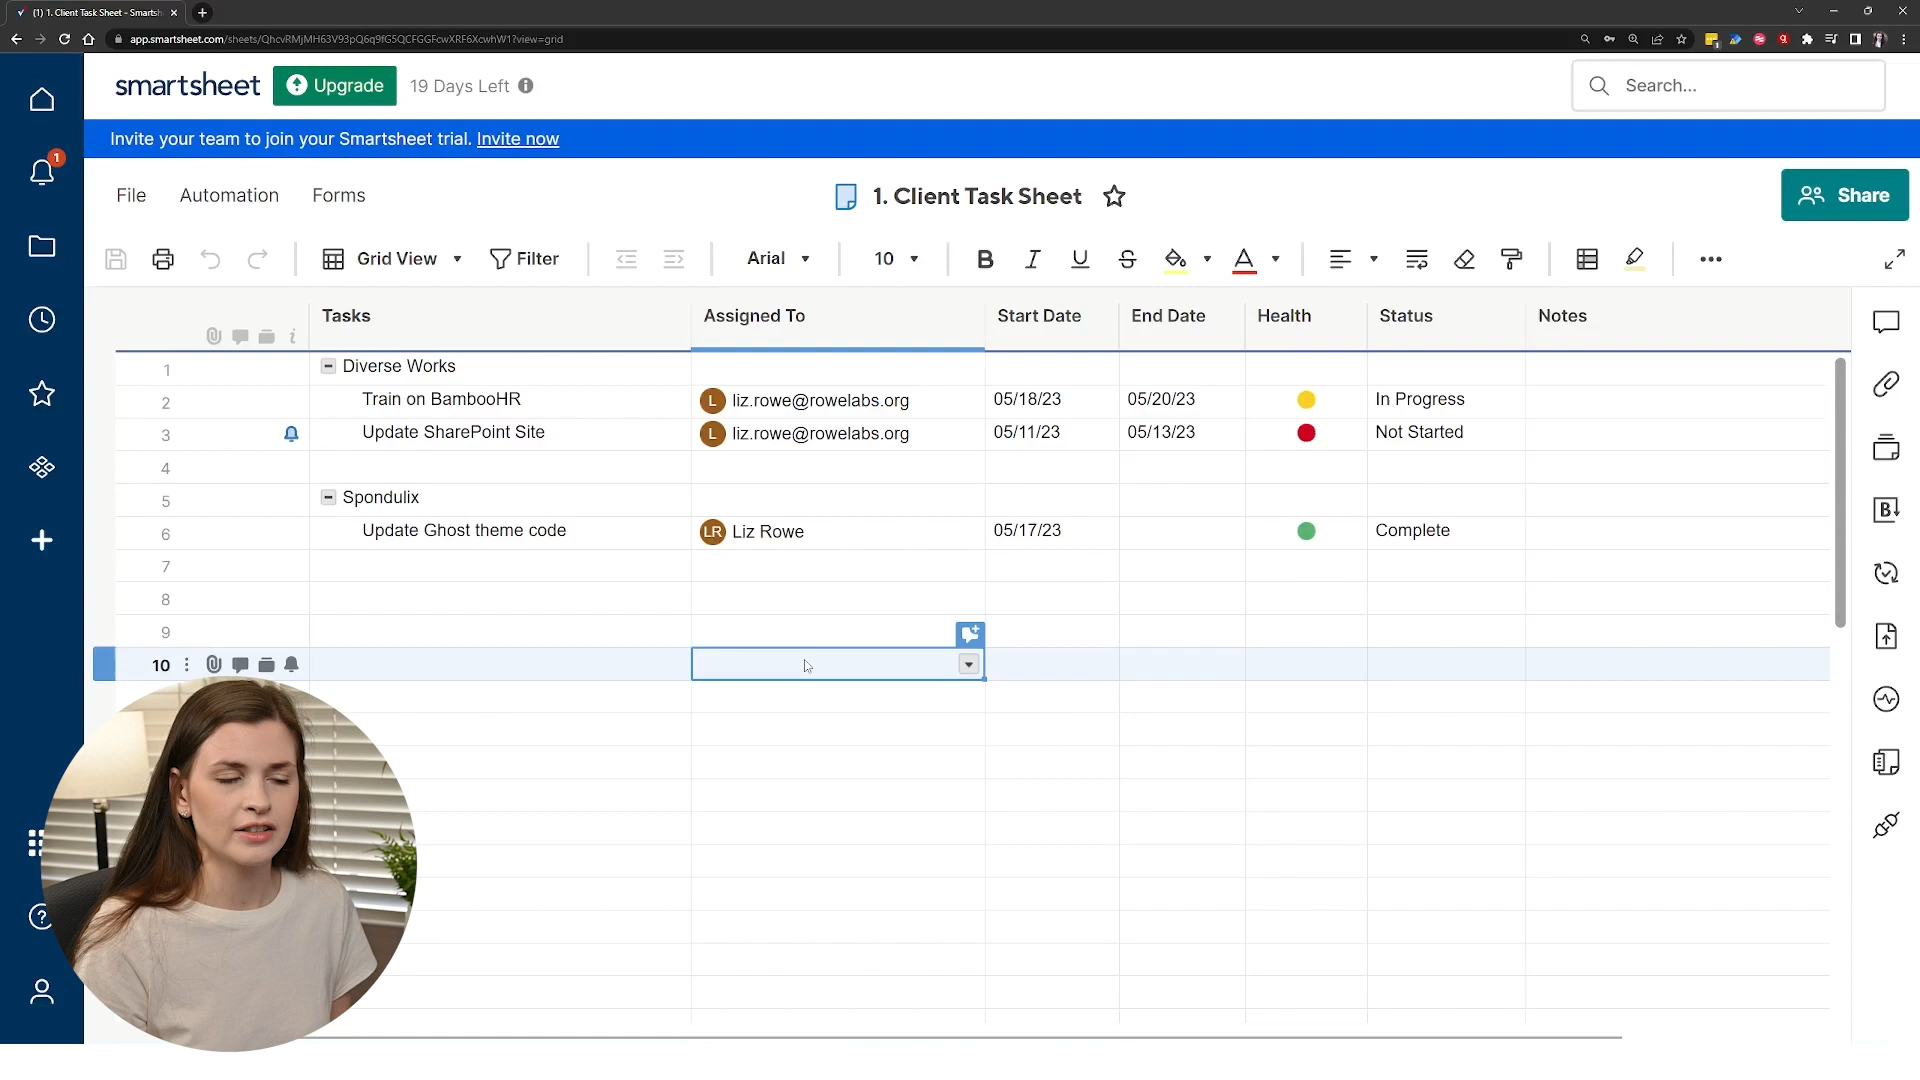 (1) 1. Client Task Sheet - Smartsh
app.smartsheet.com/sheets/QhcvRMjMH63V93pQ6q9fG5QCFGGFcwXRF6XcwhW1?view=grid
smartsheet Upgrade 19 Days Left Search...
Invite your team to join your Smartsheet trial. Invite now
1
File Automation Forms 1. Client Task Sheet Share
Grid View Filter Arial 10 B I U S A
Tasks Assigned To Start Date End Date Health Status Notes
1 Diverse Works
2 Train on BambooHR L liz.rowe@rowelabs.org 05/18/23 05/20/23 In Progress
3 Update SharePoint Site L liz.rowe@rowelabs.org 05/11/23 05/13/23 Not Started
4
5 Spondulix
6 Update Ghost theme code LR Liz Rowe 05/17/23 Complete
7
8
9
10